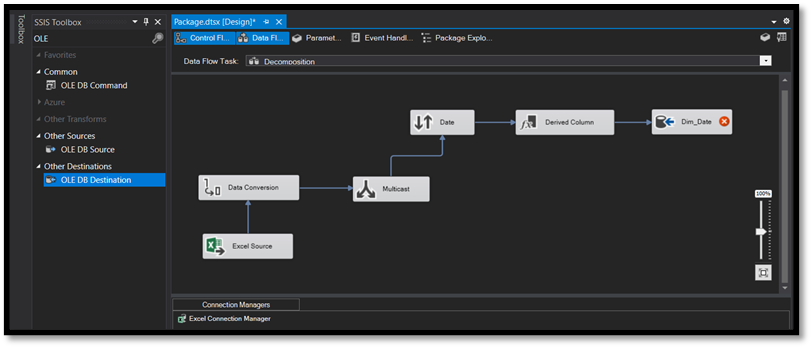 Toolbox
SSIS Toolbox
OLE
Favorites
Common
OLE DB Command
Azure
Other Transforms
Other Sources
OLE DB Source
Other Destinations
OLE DB Destination
Package.dtsx [Design]*
Control Fl...
Data Fl...
Paramet...
Event Handl...
Package Explo...
Data Flow Task:
Decomposition
Date
Derived Column
Dim_Date
Data Conversion
Multicast
Excel Source
100%
Connection Managers
Excel Connection Manager